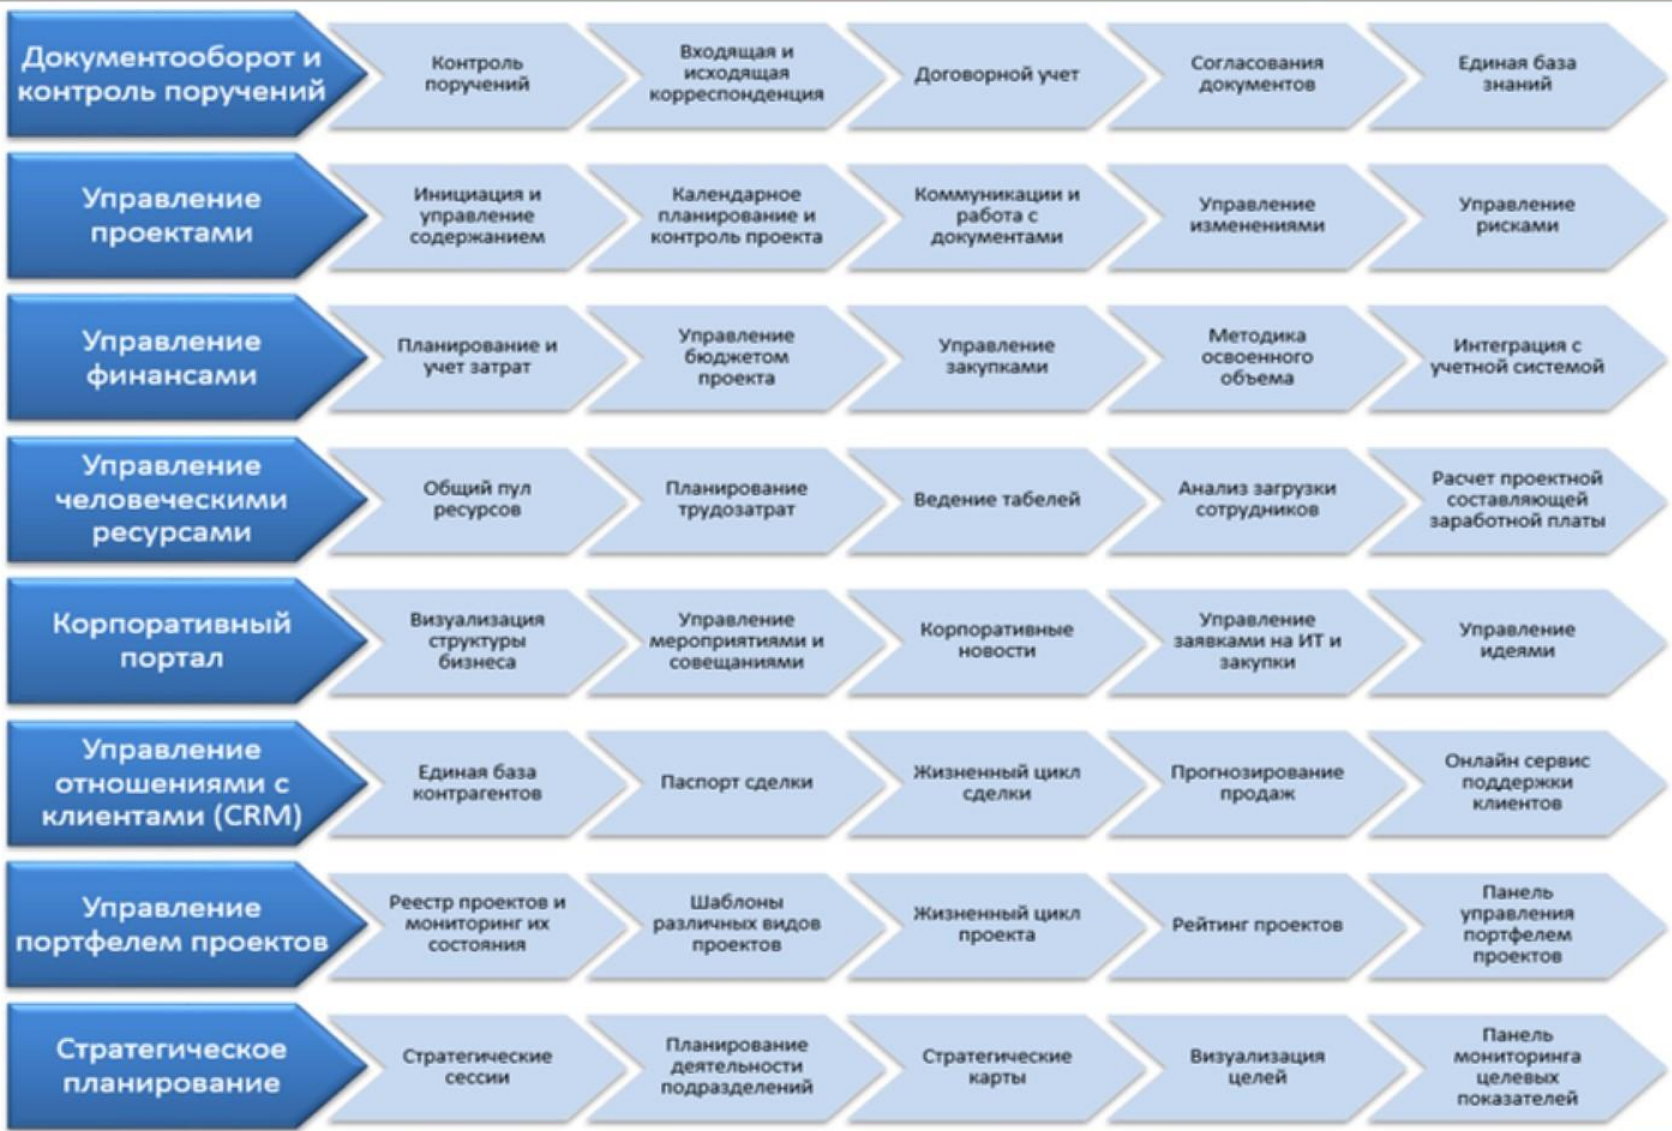 Документооборот и
контроль поручений
Контроль
поручений
Входящая и
исходящая
корреспонденция
Договорной учет
Согласования
документов
Единая база
знаний
Управление
проектами
Инициация и
управление
содержанием
Календарное
планирование и
контроль проекта
Коммуникации и
работа с
документами
Управление
изменениями
Управление
рисками
Управление
финансами
Планирование и
учет затрат
Управление
бюджетом
проекта
Управление
закупками
Методика
освоенного
объема
Интеграция с
учетной системой
Управление
человеческими
ресурсами
Общий пул
ресурсов
Планирование
трудозатрат
Ведение табелей
Анализ загрузки
сотрудников
Расчет проектной
составляющей
заработной платы
Корпоративный
портал
Визуализация
структуры
бизнеса
Управление
мероприятиями и
совещаниями
Корпоративные
новости
Управление
заявками на ИТ и
закупки
Управление
идеями
Управление
отношениями с
клиентами (CRM)
Единая база
контрагентов
Паспорт сделки
Жизненный цикл
сделки
Прогнозирование
продаж
Онлайн сервис
поддержки
клиентов
Управление
портфелем проектов
Реестр проектов и
мониторинг их
состояния
Шаблоны
различных видов
проектов
Жизненный цикл
проекта
Рейтинг проектов
Панель
управления
портфелем
проектов
Стратегическое
планирование
Стратегические
сессии
Планирование
деятельности
подразделений
Стратегические
карты
Визуализация
целей
Панель
мониторинга
целевых
показателей